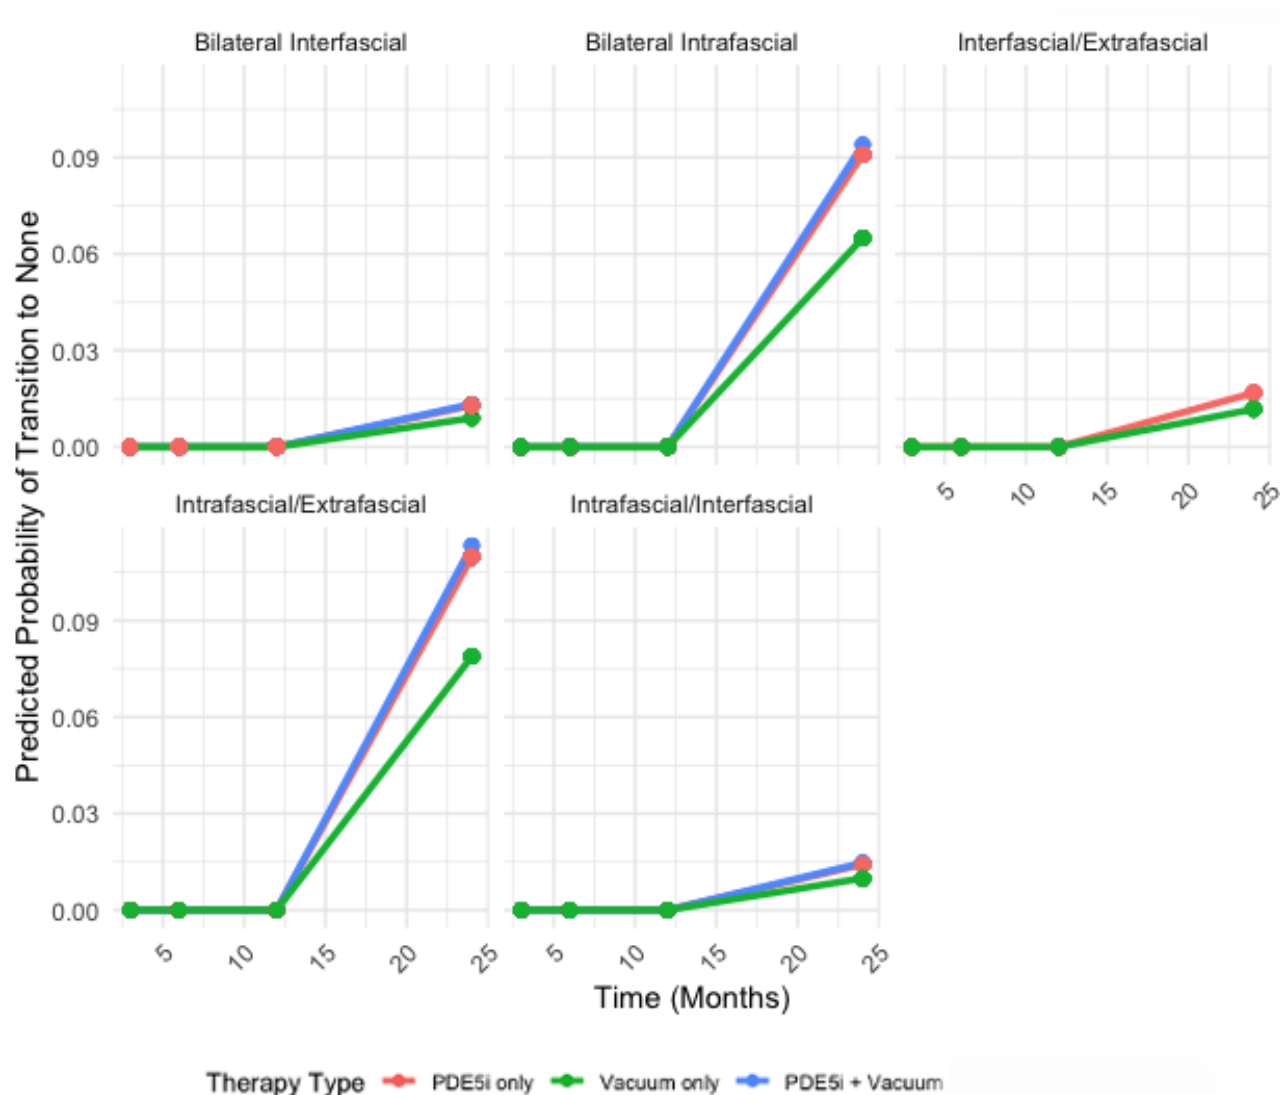 Bilateral Interfascial Bilateral Intrafascial Interfascial/Extrafascial
0.09
0.06
0.03
0.00
5 10 15 20 25
Intrafascial/Extrafascial Intrafascial/Interfascial
0.09
0.06
0.03
0.00
5 10 15 20 25 5 10 15 20 25
Predicted Probability of Transition to None
Time (Months)
Therapy Type PDE5i only Vacuum only PDE5i + Vacuum